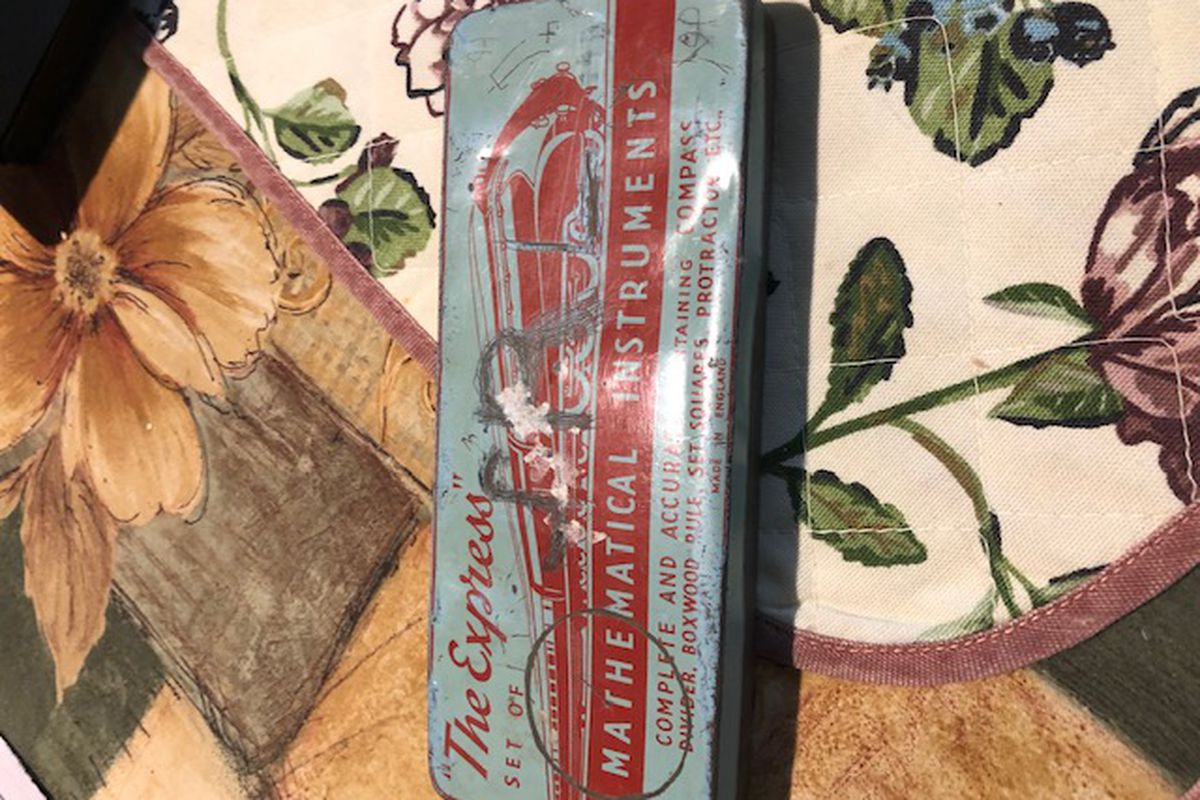 "The Express"
SET OF
MATHEMATICAL INSTRUMENTS
COMPLETE AND ACCURATE CONTAINING COMPASS
DIVIDER, BOXWOOD RULE, SET SQUARES, PROTRACTOR ETC.,
MADE IN ENGLAND